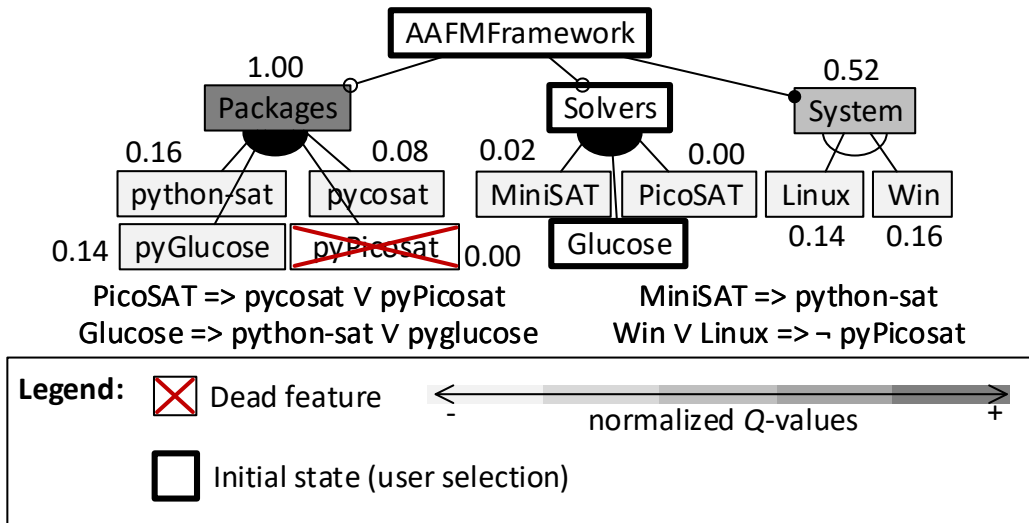 AAFMFramework
1.00
0.52
Packages
Solvers
System
0.16
0.08
0.02
0.00
python-sat
pycosat
MiniSAT
PicoSAT
Linux
Win
0.14
pyGlucose
pyPicosat
0.00
Glucose
0.14
0.16
PicoSAT => pycosat ∨ pyPicosat
MiniSAT => python-sat
Glucose => python-sat ∨ pyglucose
Win ∨ Linux => ¬ pyPicosat
Legend:
Dead feature
- +
normalized Q-values
Initial state (user selection)